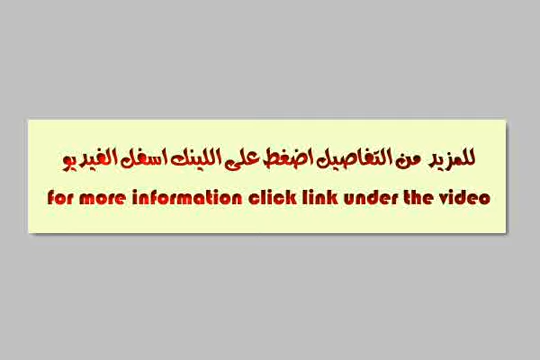 للمزيد من التفاصيل اضغط على اللينك اسفل الفيديو
for more information click link under the video